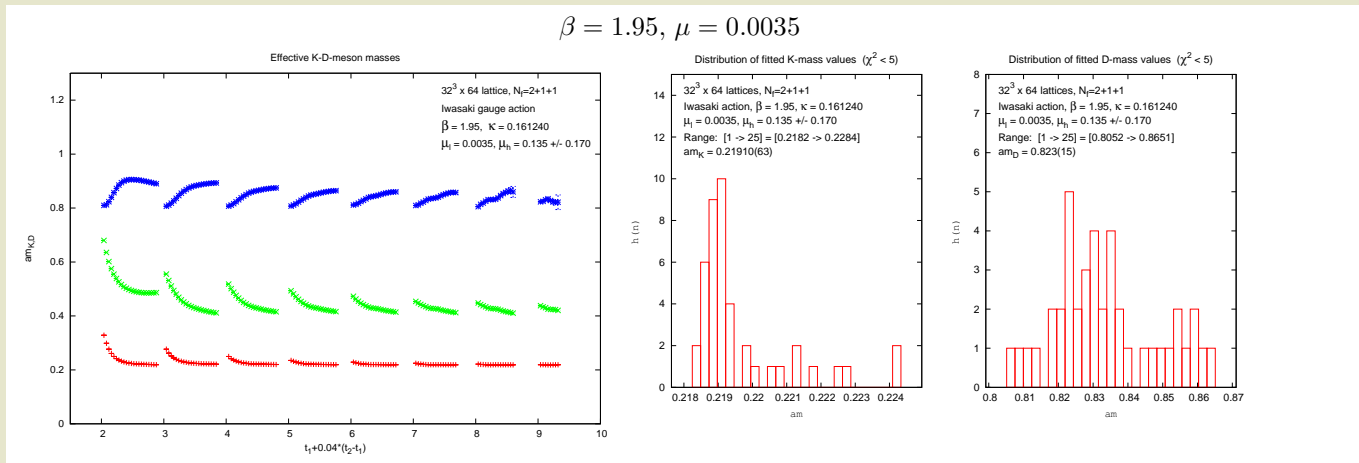 β = 1.95, μ = 0.0035
Effective K-D-meson masses
32³ x 64 lattice, N_f=2+1+1
Iwasaki gauge action
β = 1.95, κ = 0.161240
μ_l = 0.0035, μ_h = 0.135 +/- 0.170
am_K,D
1.2
1
0.8
0.6
0.4
0.2
0
2 3 4 5 6 7 8 9 10
t₁+0.04*(t₂-t₁)
Distribution of fitted K-mass values (χ² < 5)
32³ x 64 lattices, N_f=2+1+1
Iwasaki action, β = 1.95, κ = 0.161240
μ_l = 0.0035, μ_h = 0.135 +/- 0.170
Range: [1 -> 25] = [0.2182 -> 0.2284]
am_K = 0.21910(63)
h(n)
14
12
10
8
6
4
2
0
0.218 0.219 0.22 0.221 0.222 0.223 0.224
am
Distribution of fitted D-mass values (χ² < 5)
32³ x 64 lattices, N_f=2+1+1
Iwasaki action, β = 1.95, κ = 0.161240
μ_l = 0.0035, μ_h = 0.135 +/- 0.170
Range: [1 -> 25] = [0.8052 -> 0.8651]
am_D = 0.823(15)
h(n)
8
7
6
5
4
3
2
1
0
0.8 0.81 0.82 0.83 0.84 0.85 0.86 0.87
am